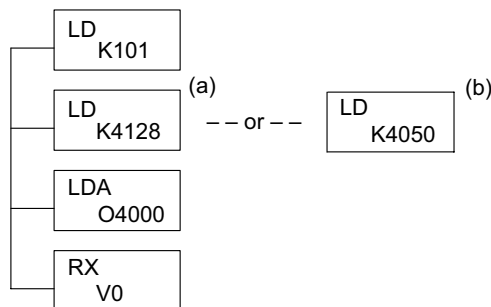 LD
K101
LD
K4128
(a)
– – or – –
LD
K4050
(b)
LDA
O4000
RX
V0